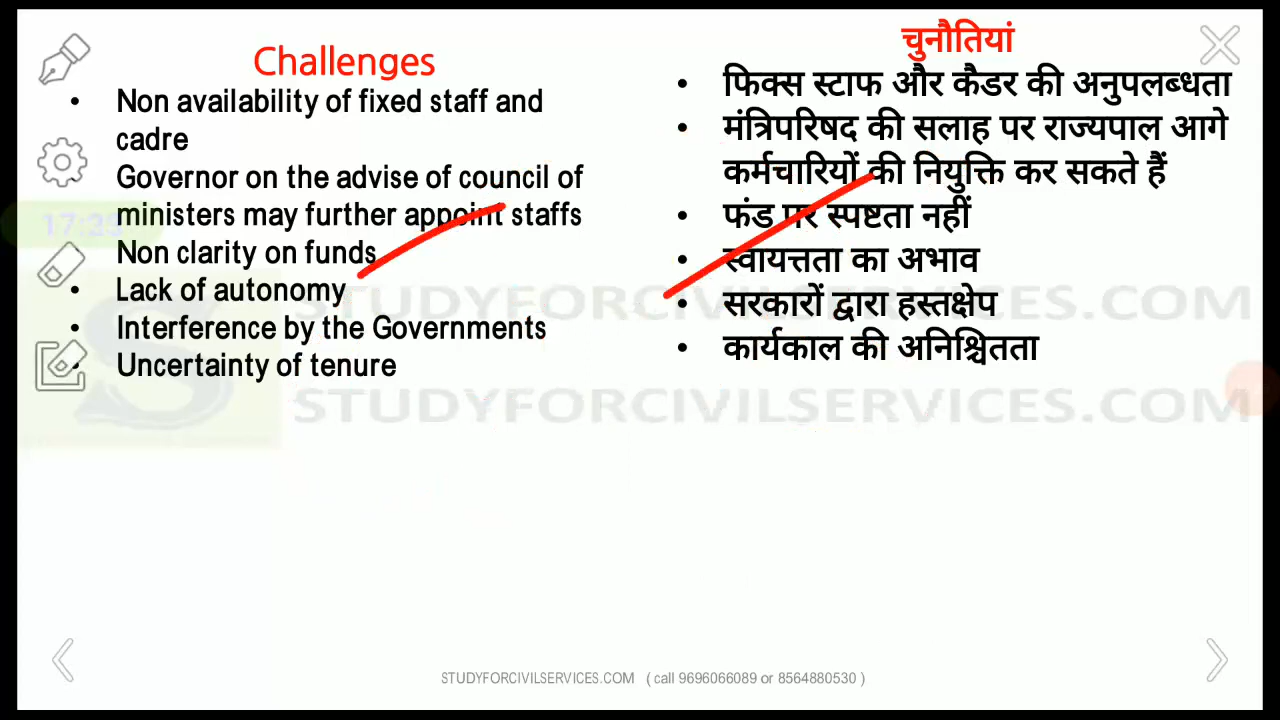 Challenges
• Non availability of fixed staff and
cadre
Governor on the advise of council of
ministers may further appoint staffs
Non clarity on funds
• Lack of autonomy
• Interference by the Governments
• Uncertainty of tenure
चुनौतियां
• फिक्स स्टाफ और कैडर की अनुपलब्धता
• मंत्रिपरिषद की सलाह पर राज्यपाल आगे
कर्मचारियों की नियुक्ति कर सकते हैं
• फंड पर स्पष्टता नहीं
• स्वायत्तता का अभाव
• सरकारों द्वारा हस्तक्षेप
• कार्यकाल की अनिश्चितता
17:23
STUDYFORCIVILSERVICES.COM
STUDYFORCIVILSERVICES.COM
STUDYFORCIVILSERVICES.COM ( call 9696066089 or 8564880530 )